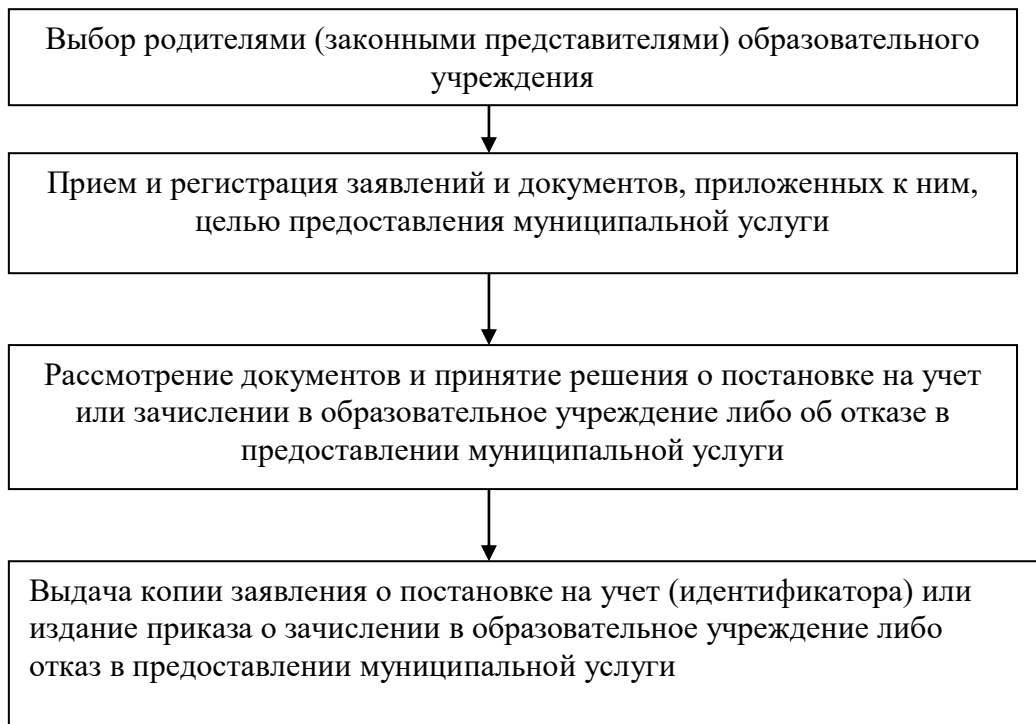 Выбор родителями (законными представителями) образовательного
учреждения
Прием и регистрация заявлений и документов, приложенных к ним,
целью предоставления муниципальной услуги
Рассмотрение документов и принятие решения о постановке на учет
или зачислении в образовательное учреждение либо об отказе в
предоставлении муниципальной услуги
Выдача копии заявления о постановке на учет (идентификатора) или
издание приказа о зачислении в образовательное учреждение либо
отказ в предоставлении муниципальной услуги